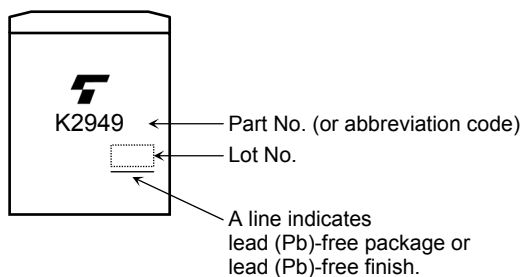 K2949
Part No. (or abbreviation code)
Lot No.
A line indicates
lead (Pb)-free package or
lead (Pb)-free finish.